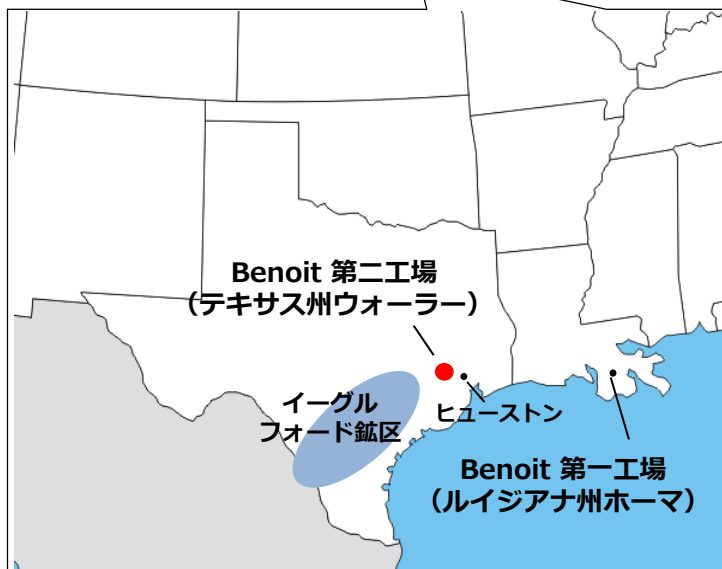 Benoit 第二工場
（テキサス州ウォーラー）
イーグル
フォード鉱区
ヒューストン
Benoit 第一工場
（ルイジアナ州ホーマ）